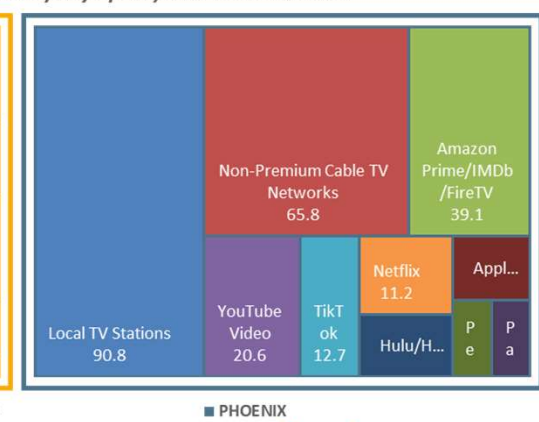 Non-Premium Cable TV
Networks
65.8
Amazon
Prime/IMDb
/FireTV
39.1
Local TV Stations
90.8
YouTube
Video
20.6
TikT
ok
12.7
Netflix
11.2
Appl...
Hulu/H...
P
e
P
a
PHOENIX